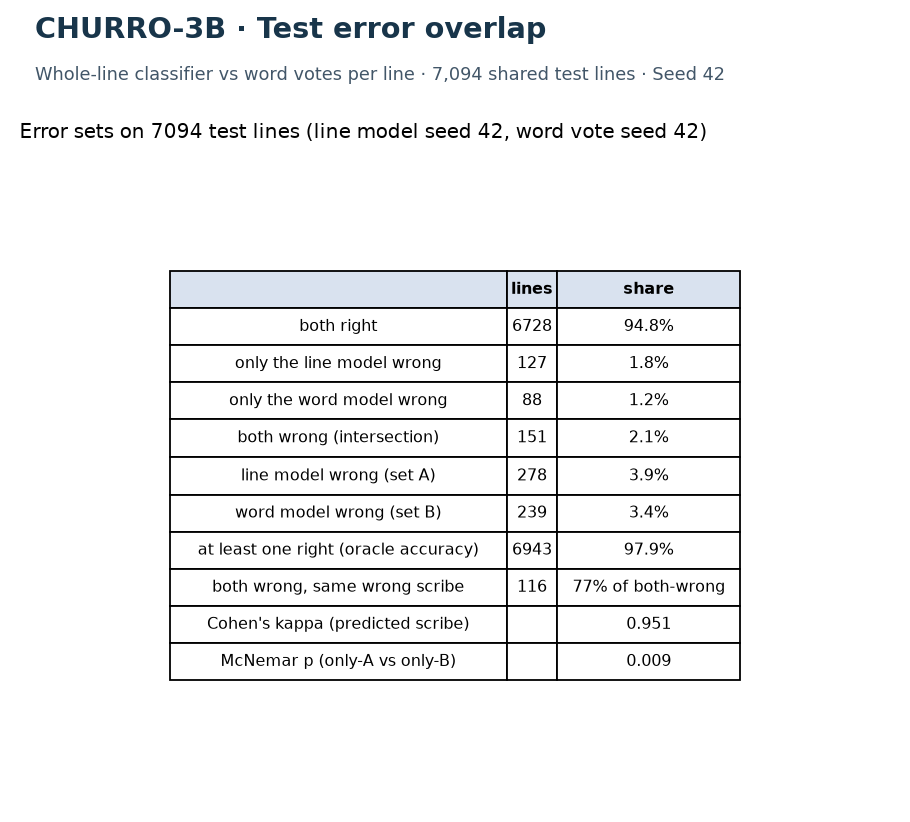 CHURRO-3B · Test error overlap
Whole-line classifier vs word votes per line · 7,094 shared test lines · Seed 42
Error sets on 7094 test lines (line model seed 42, word vote seed 42)
lines share
both right 6728 94.8%
only the line model wrong 127 1.8%
only the word model wrong 88 1.2%
both wrong (intersection) 151 2.1%
line model wrong (set A) 278 3.9%
word model wrong (set B) 239 3.4%
at least one right (oracle accuracy) 6943 97.9%
both wrong, same wrong scribe 116 77% of both-wrong
Cohen's kappa (predicted scribe) 0.951
McNemar p (only-A vs only-B) 0.009